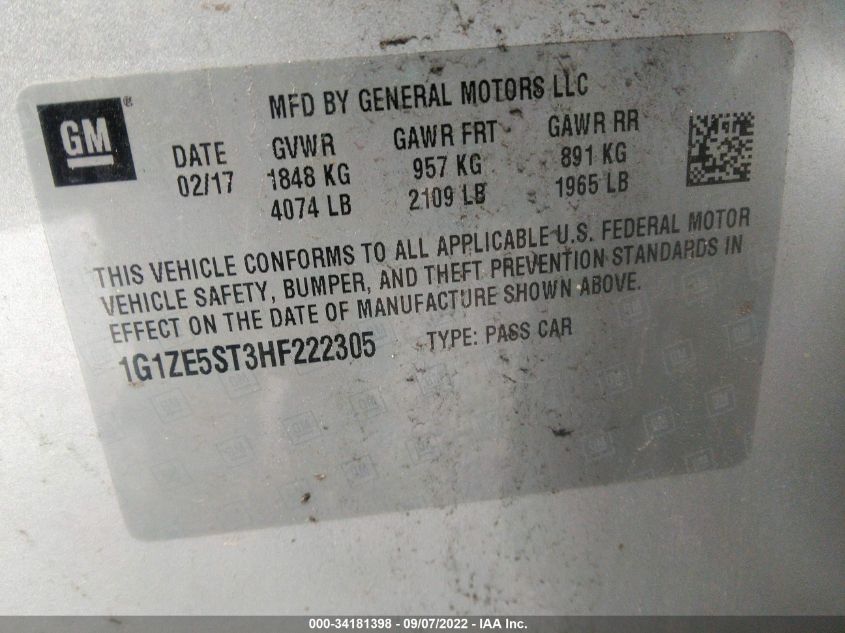 GM®
MFD BY GENERAL MOTORS LLC
DATE GVWR GAWR FRT GAWR RR
02/17 1848 KG 957 KG 891 KG
4074 LB 2109 LB 1965 LB
THIS VEHICLE CONFORMS TO ALL APPLICABLE U.S. FEDERAL MOTOR
VEHICLE SAFETY, BUMPER, AND THEFT PREVENTION STANDARDS IN
EFFECT ON THE DATE OF MANUFACTURE SHOWN ABOVE.
1G1ZE5ST3HF222305 TYPE: PASS CAR
000-34181398 - 09/07/2022 - IAA Inc.